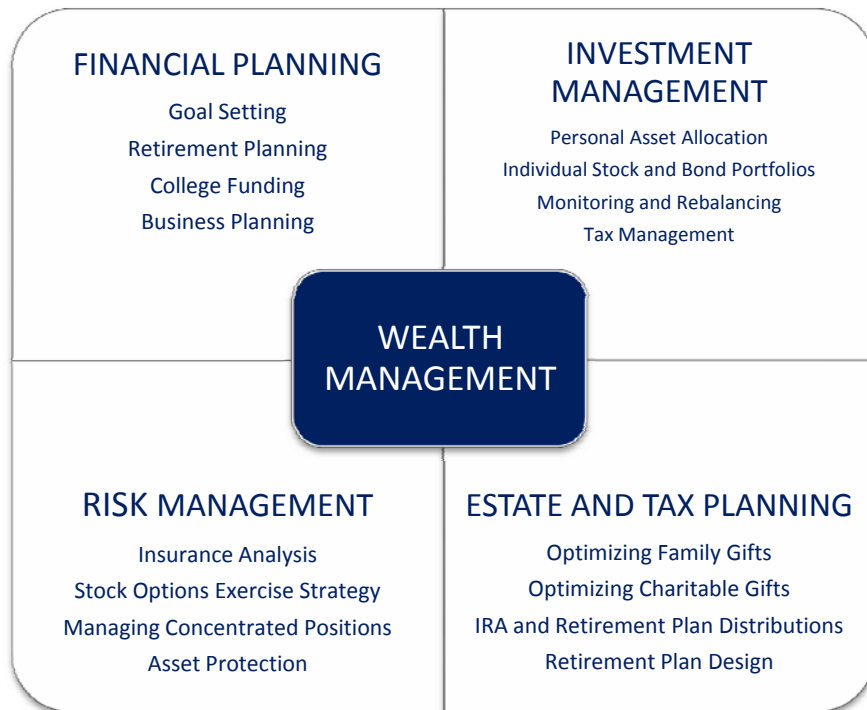 FINANCIAL PLANNING
Goal Setting
Retirement Planning
College Funding
Business Planning
INVESTMENT
MANAGEMENT
Personal Asset Allocation
Individual Stock and Bond Portfolios
Monitoring and Rebalancing
Tax Management
WEALTH
MANAGEMENT
RISK MANAGEMENT
Insurance Analysis
Stock Options Exercise Strategy
Managing Concentrated Positions
Asset Protection
ESTATE AND TAX PLANNING
Optimizing Family Gifts
Optimizing Charitable Gifts
IRA and Retirement Plan Distributions
Retirement Plan Design